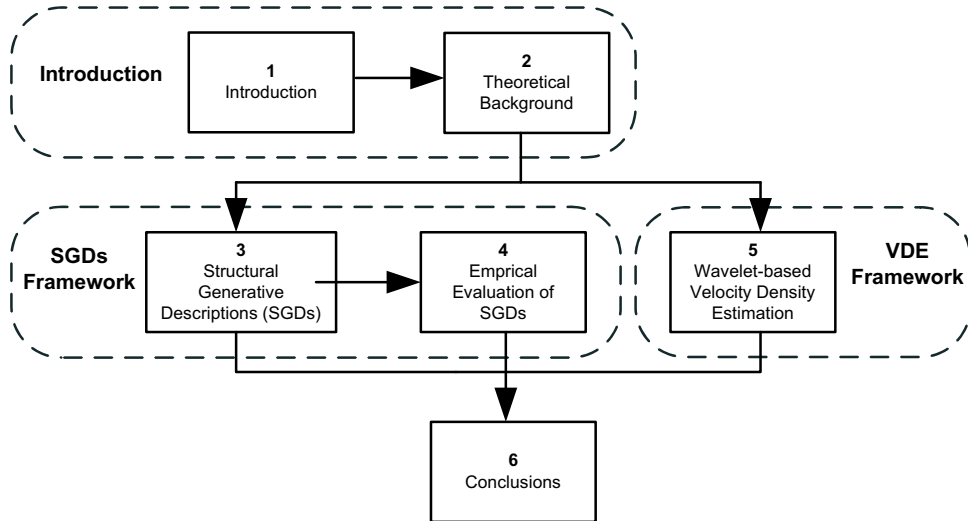 Introduction
1
Introduction
2
Theoretical
Background
SGDs
Framework
3
Structural
Generative
Descriptions (SGDs)
4
Emprical
Evaluation of
SGDs
5
Wavelet-based
Velocity Density
Estimation
VDE
Framework
6
Conclusions